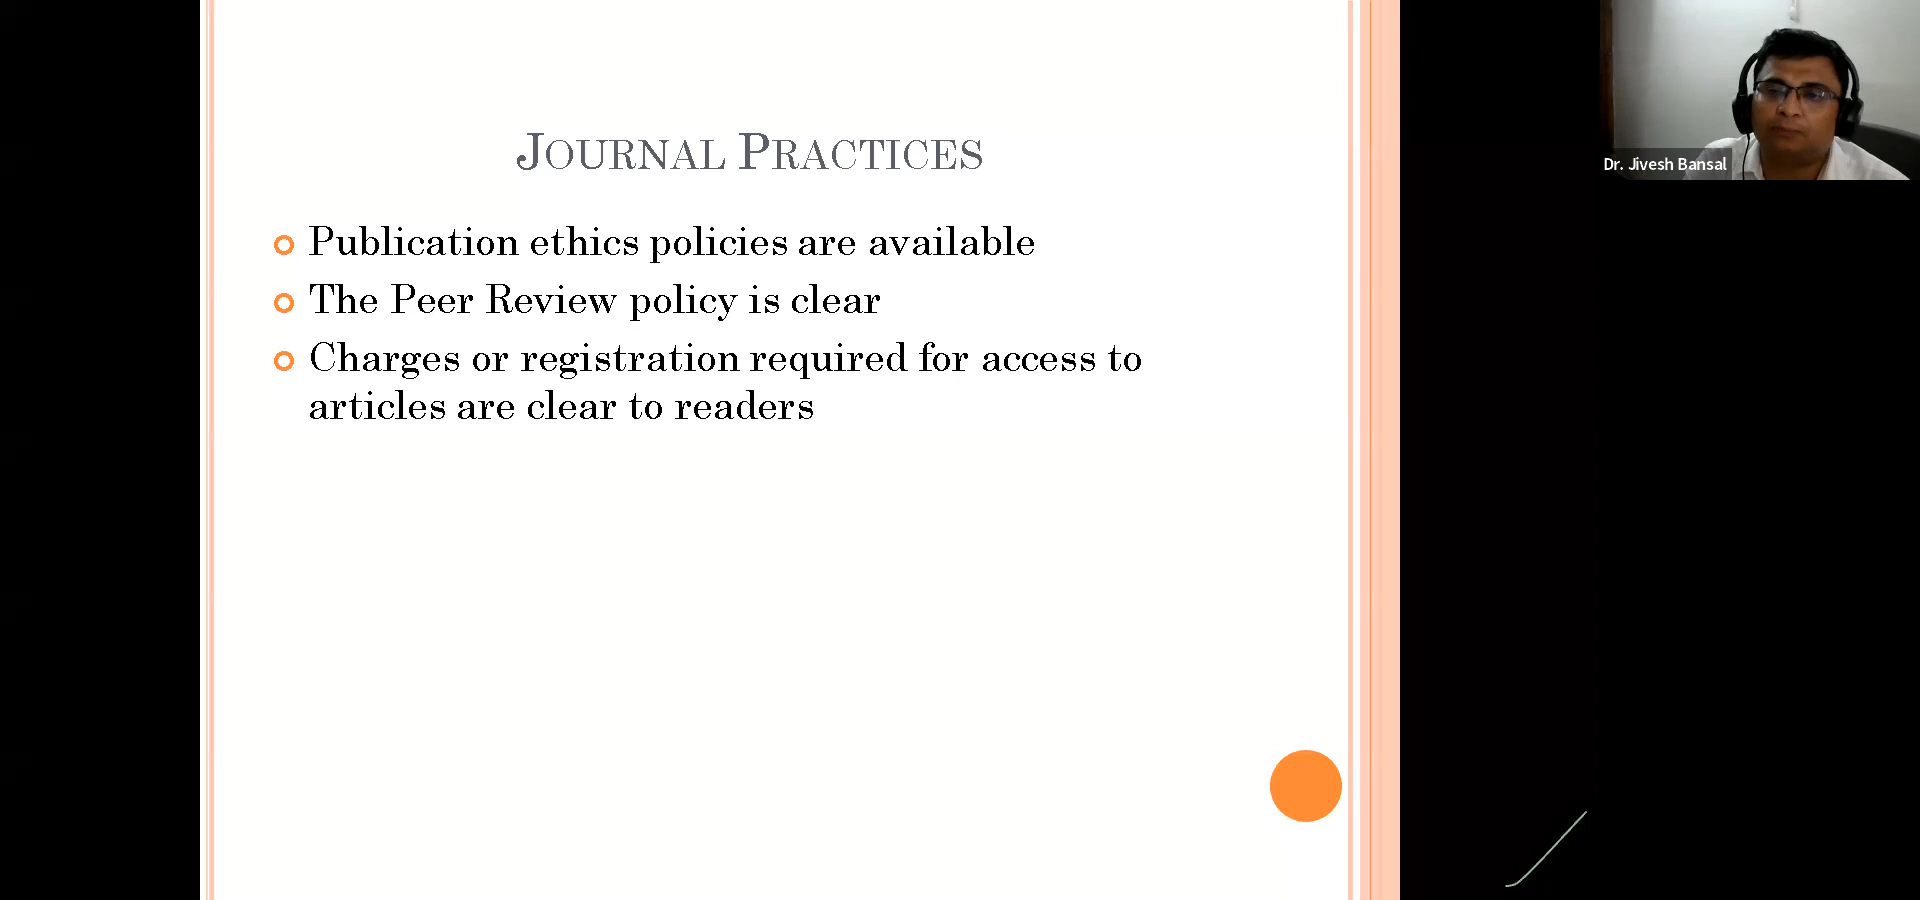 JOURNAL PRACTICES
Publication ethics policies are available
The Peer Review policy is clear
Charges or registration required for access to
articles are clear to readers
Dr. Jivesh Bansal